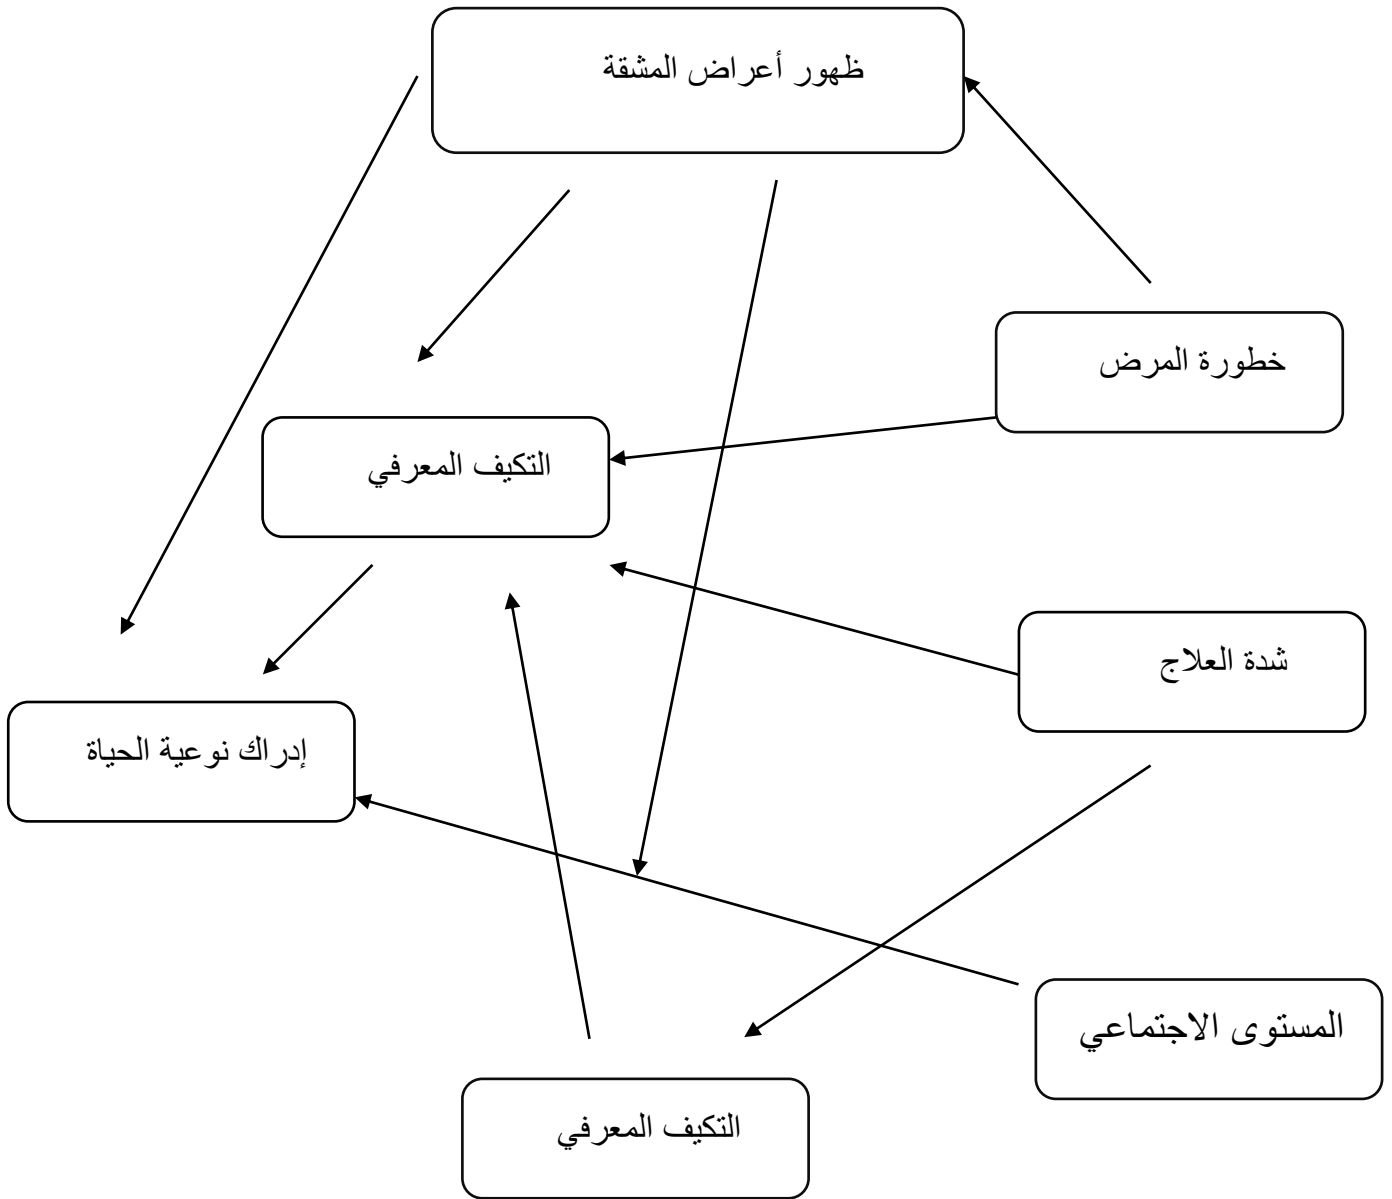 ظهور أعراض المشقة
خطورة المرض
التكيف المعرفي
شدة العلاج
إدراك نوعية الحياة
المستوى الاجتماعي
التكيف المعرفي